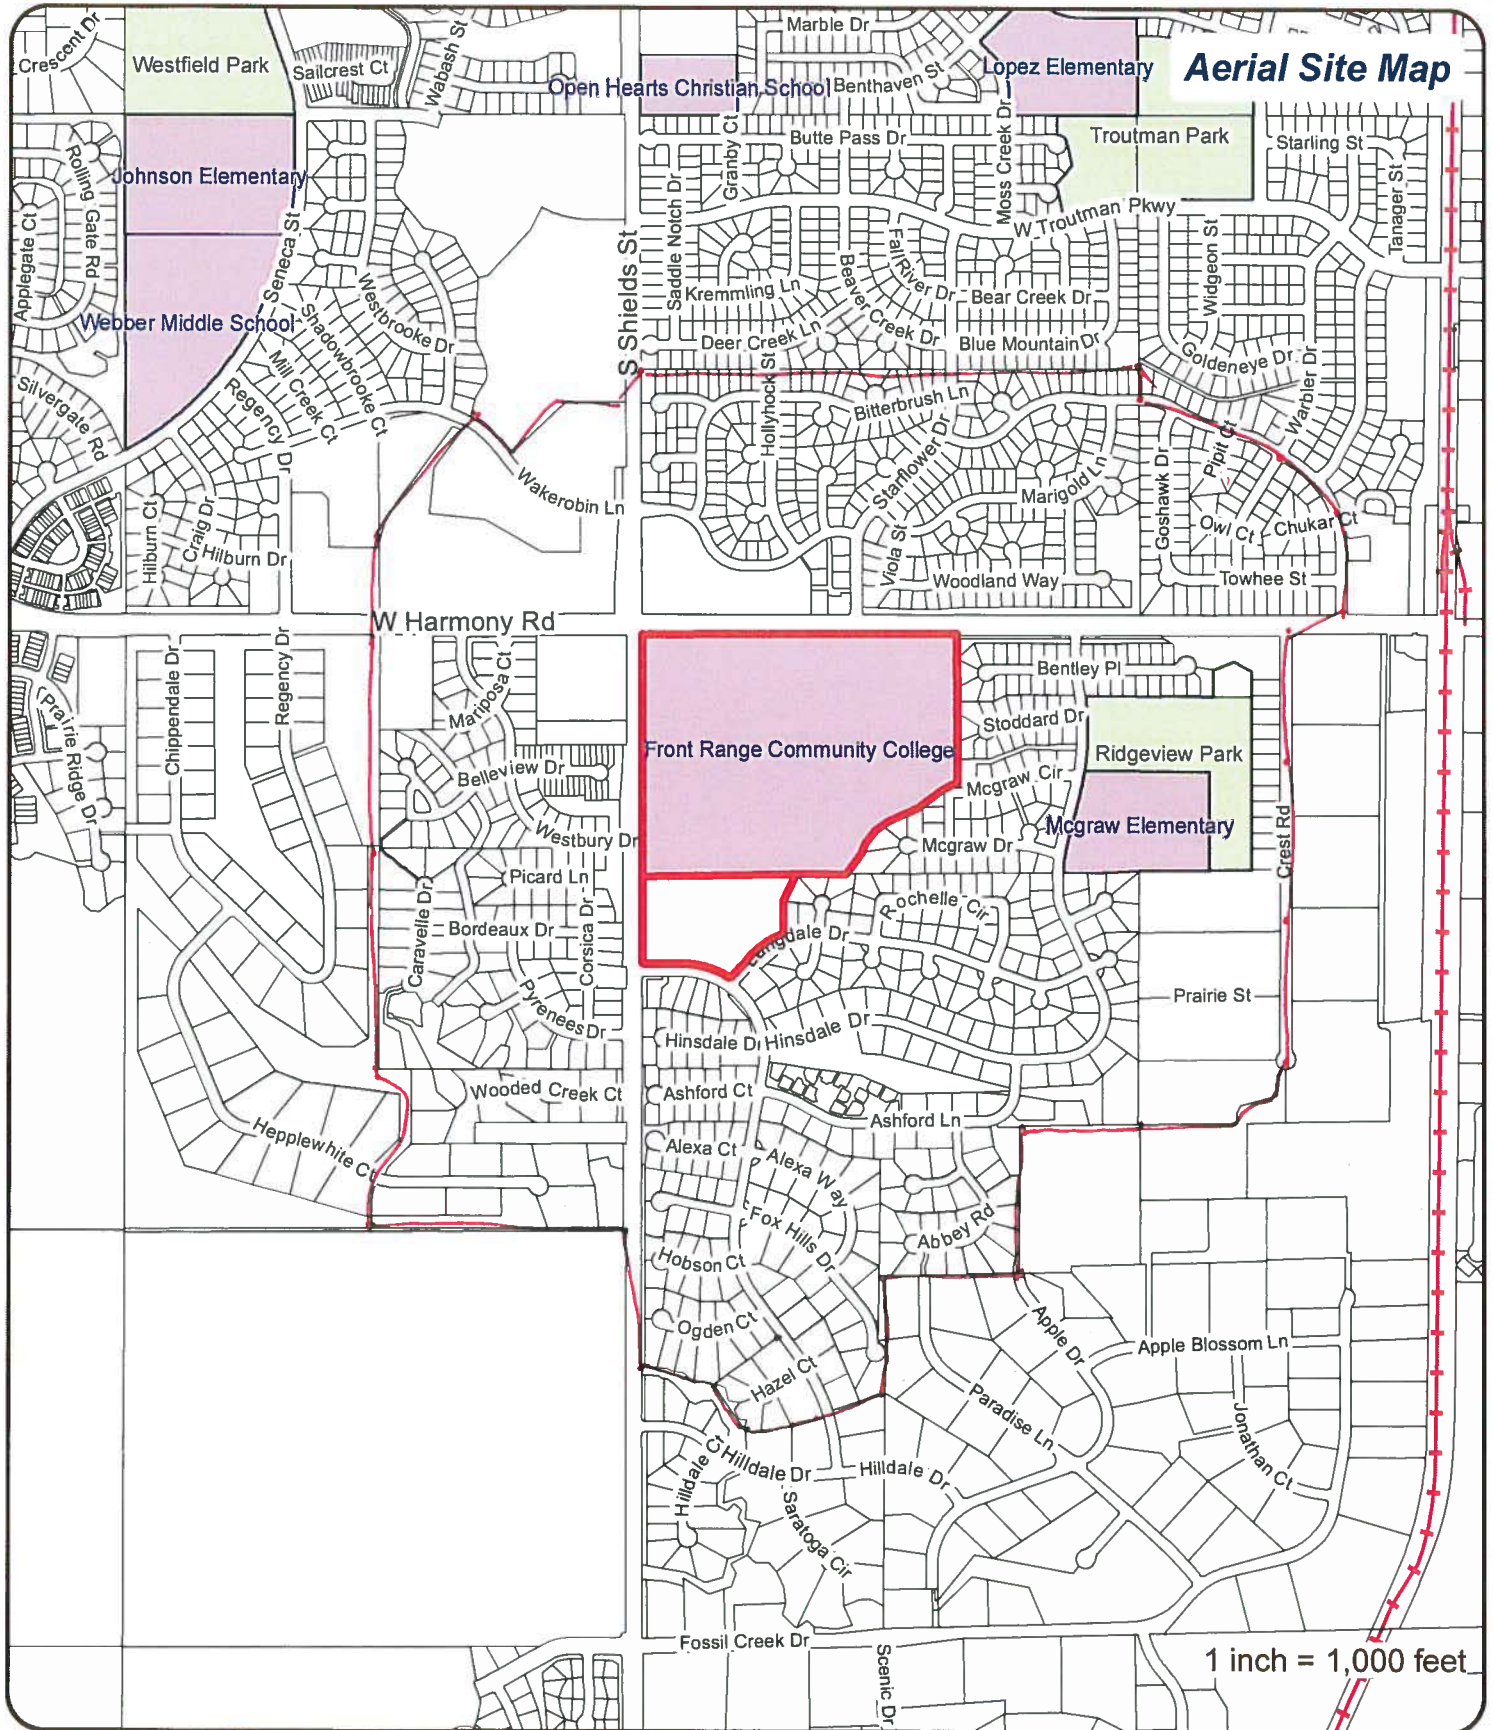 Aerial Site Map
Crescent Dr
Westfield Park
Sailcrest Ct
Wabash St
Open Hearts Christian School
Marble Dr
Benthaven St
Lopez Elementary
Butte Pass Dr
Granby Ct
Moss Creek Dr
Troutman Park
Starling St
Tanager St
Rolling Gate Rd
Johnson Elementary
Applegate Ct
Seneca St
Saddle Notch Dr
W Troutman Pkwy
Widgeon St
S Shields St
Webber Middle School
Westbrooke Dr
Shadowbrooke Ct
Mill Creek Ct
Regency Dr
Silvergate Rd
Kremmling Ln
Beaver Creek Dr
Fall River Dr
Bear Creek Dr
Deer Creek Ln
Blue Mountain Dr
Goldeneye Dr
Warbler Dr
Hollyhock St
Bitterbrush Ln
Starflower Dr
Marigold Ln
Goshawk Dr
Pipit Ct
Owl Ct
Chukar Ct
Wakerobin Ln
Hilburn Ct
Craig Dr
Hilburn Dr
Viola St
Woodland Way
Towhee St
W Harmony Rd
Chippendale Dr
Regency Dr
Prairie Ridge Dr
Mariposa Ct
Belleview Dr
Westbury Dr
Front Range Community College
Bentley Pl
Stoddard Dr
Ridgeview Park
Mcgraw Cir
Mcgraw Dr
Mcgraw Elementary
Crest Rd
Picard Ln
Caravelle Dr
Bordeaux Dr
Corsica Dr
Pyrenees Dr
Rochelle Cir
Langdale Dr
Prairie St
Hinsdale Dr
Hinsdale Dr
Wooded Creek Ct
Ashford Ct
Ashford Ln
Hepplewhite Ct
Alexa Ct
Alexa Way
Fox Hills Dr
Abbey Rd
Hobson Ct
Ogden Ct
Hazel Ct
Apple Dr
Apple Blossom Ln
Paradise Ln
Jonathan Ct
Hilldale Ct
Hilldale Dr
Hilldale Dr
Saratoga Cir
Fossil Creek Dr
Scenic Dr
1 inch = 1,000 feet